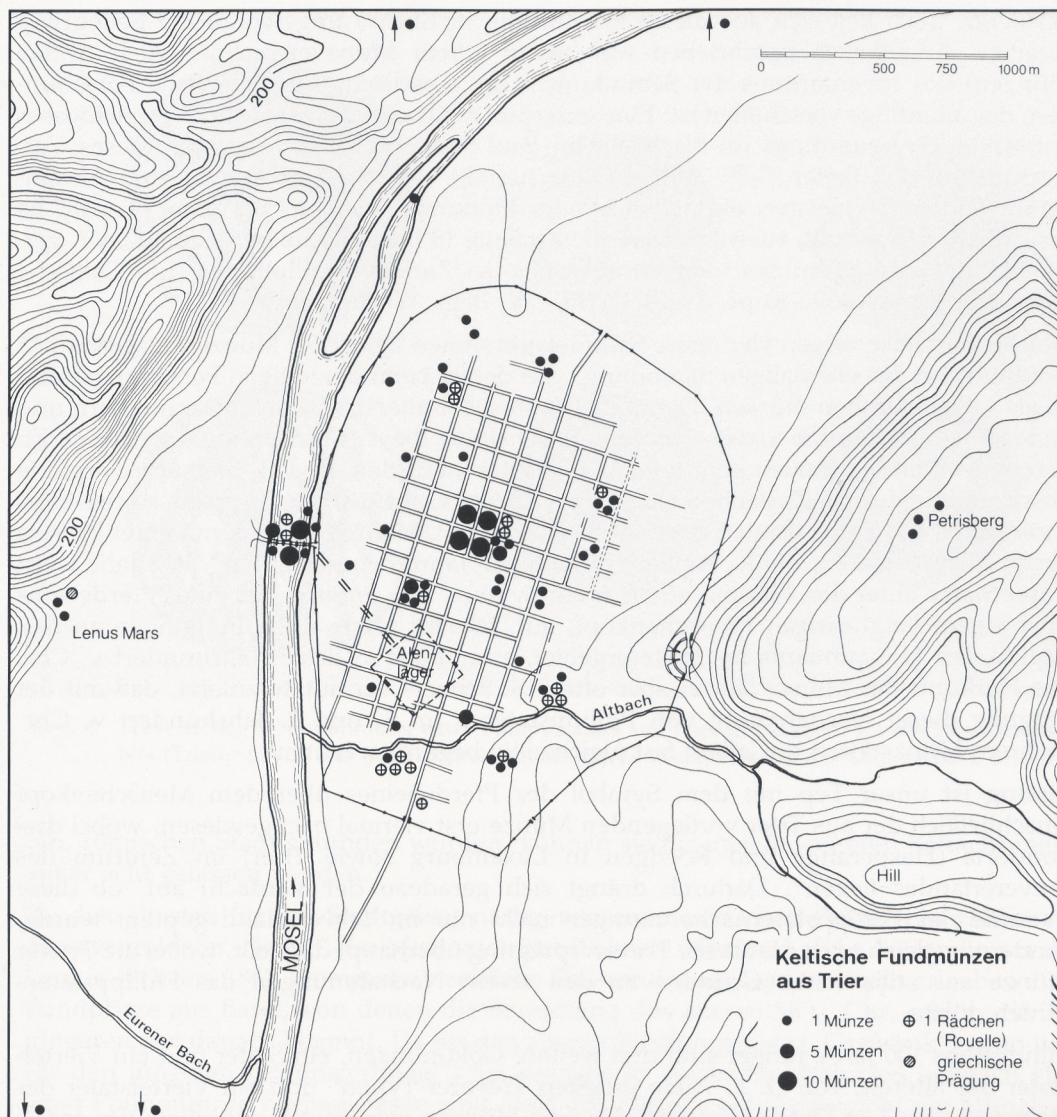 200
0 500 750 1000 m
200
Petrisberg
Lenus Mars
Alen-
lager
Altbach
Hill
MOSEL
Eurener Bach
Keltische Fundmünzen
aus Trier
1 Münze
5 Münzen
10 Münzen
1 Rädchen
(Rouelle)
griechische
Prägung